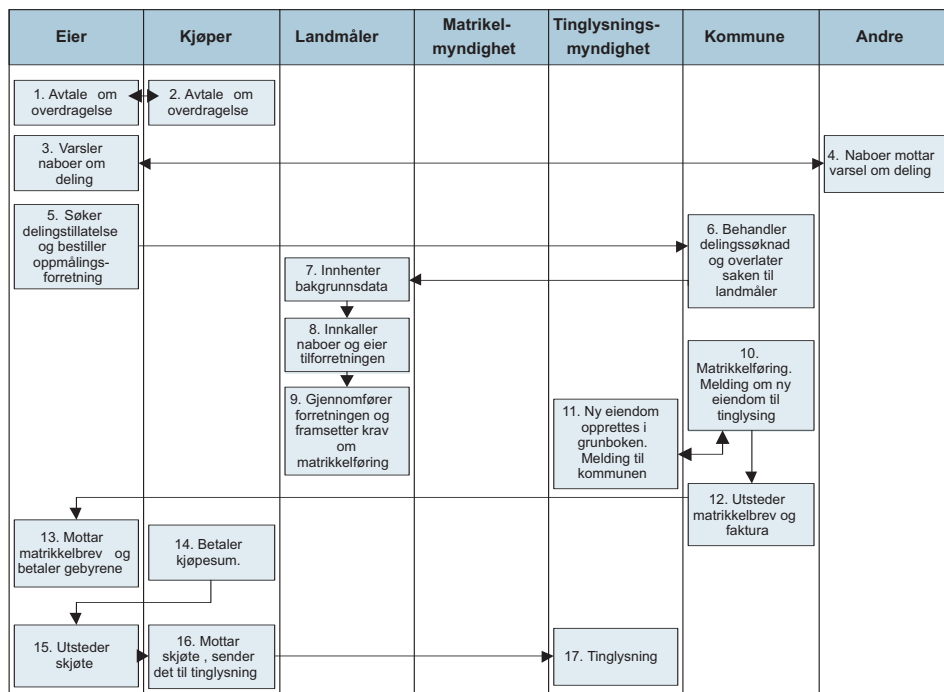 Eier
Kjøper
Landmåler
Matrikel-
myndighet
Tinglysnings-
myndighet
Kommune
Andre
1. Avtale om
overdragelse
2. Avtale om
overdragelse
3. Varsler
naboer om
deling
4. Naboer mottar
varsel om deling
5. Søker
delingstillatelse
og bestiller
oppmålings-
forretning
6. Behandler
delingssøknad
og overlater
saken til
landmåler
7. Innhenter
bakgrunnsdata
8. Innkaller
naboer og eier
tilforretningen
9. Gjennomfører
forretningen og
framsetter krav
om
matrikkelføring
10.
Matrikkelføring.
Melding om ny
eiendom til
tinglysing
11. Ny eiendom
opprettes i
grunboken.
Melding til
kommunen
12. Utsteder
matrikkelbrev og
faktura
13. Mottar
matrikkelbrev og
betaler gebyrene
14. Betaler
kjøpesum.
15. Utsteder
skjøte
16. Mottar
skjøte , sender
det til tinglysning
17. Tinglysning